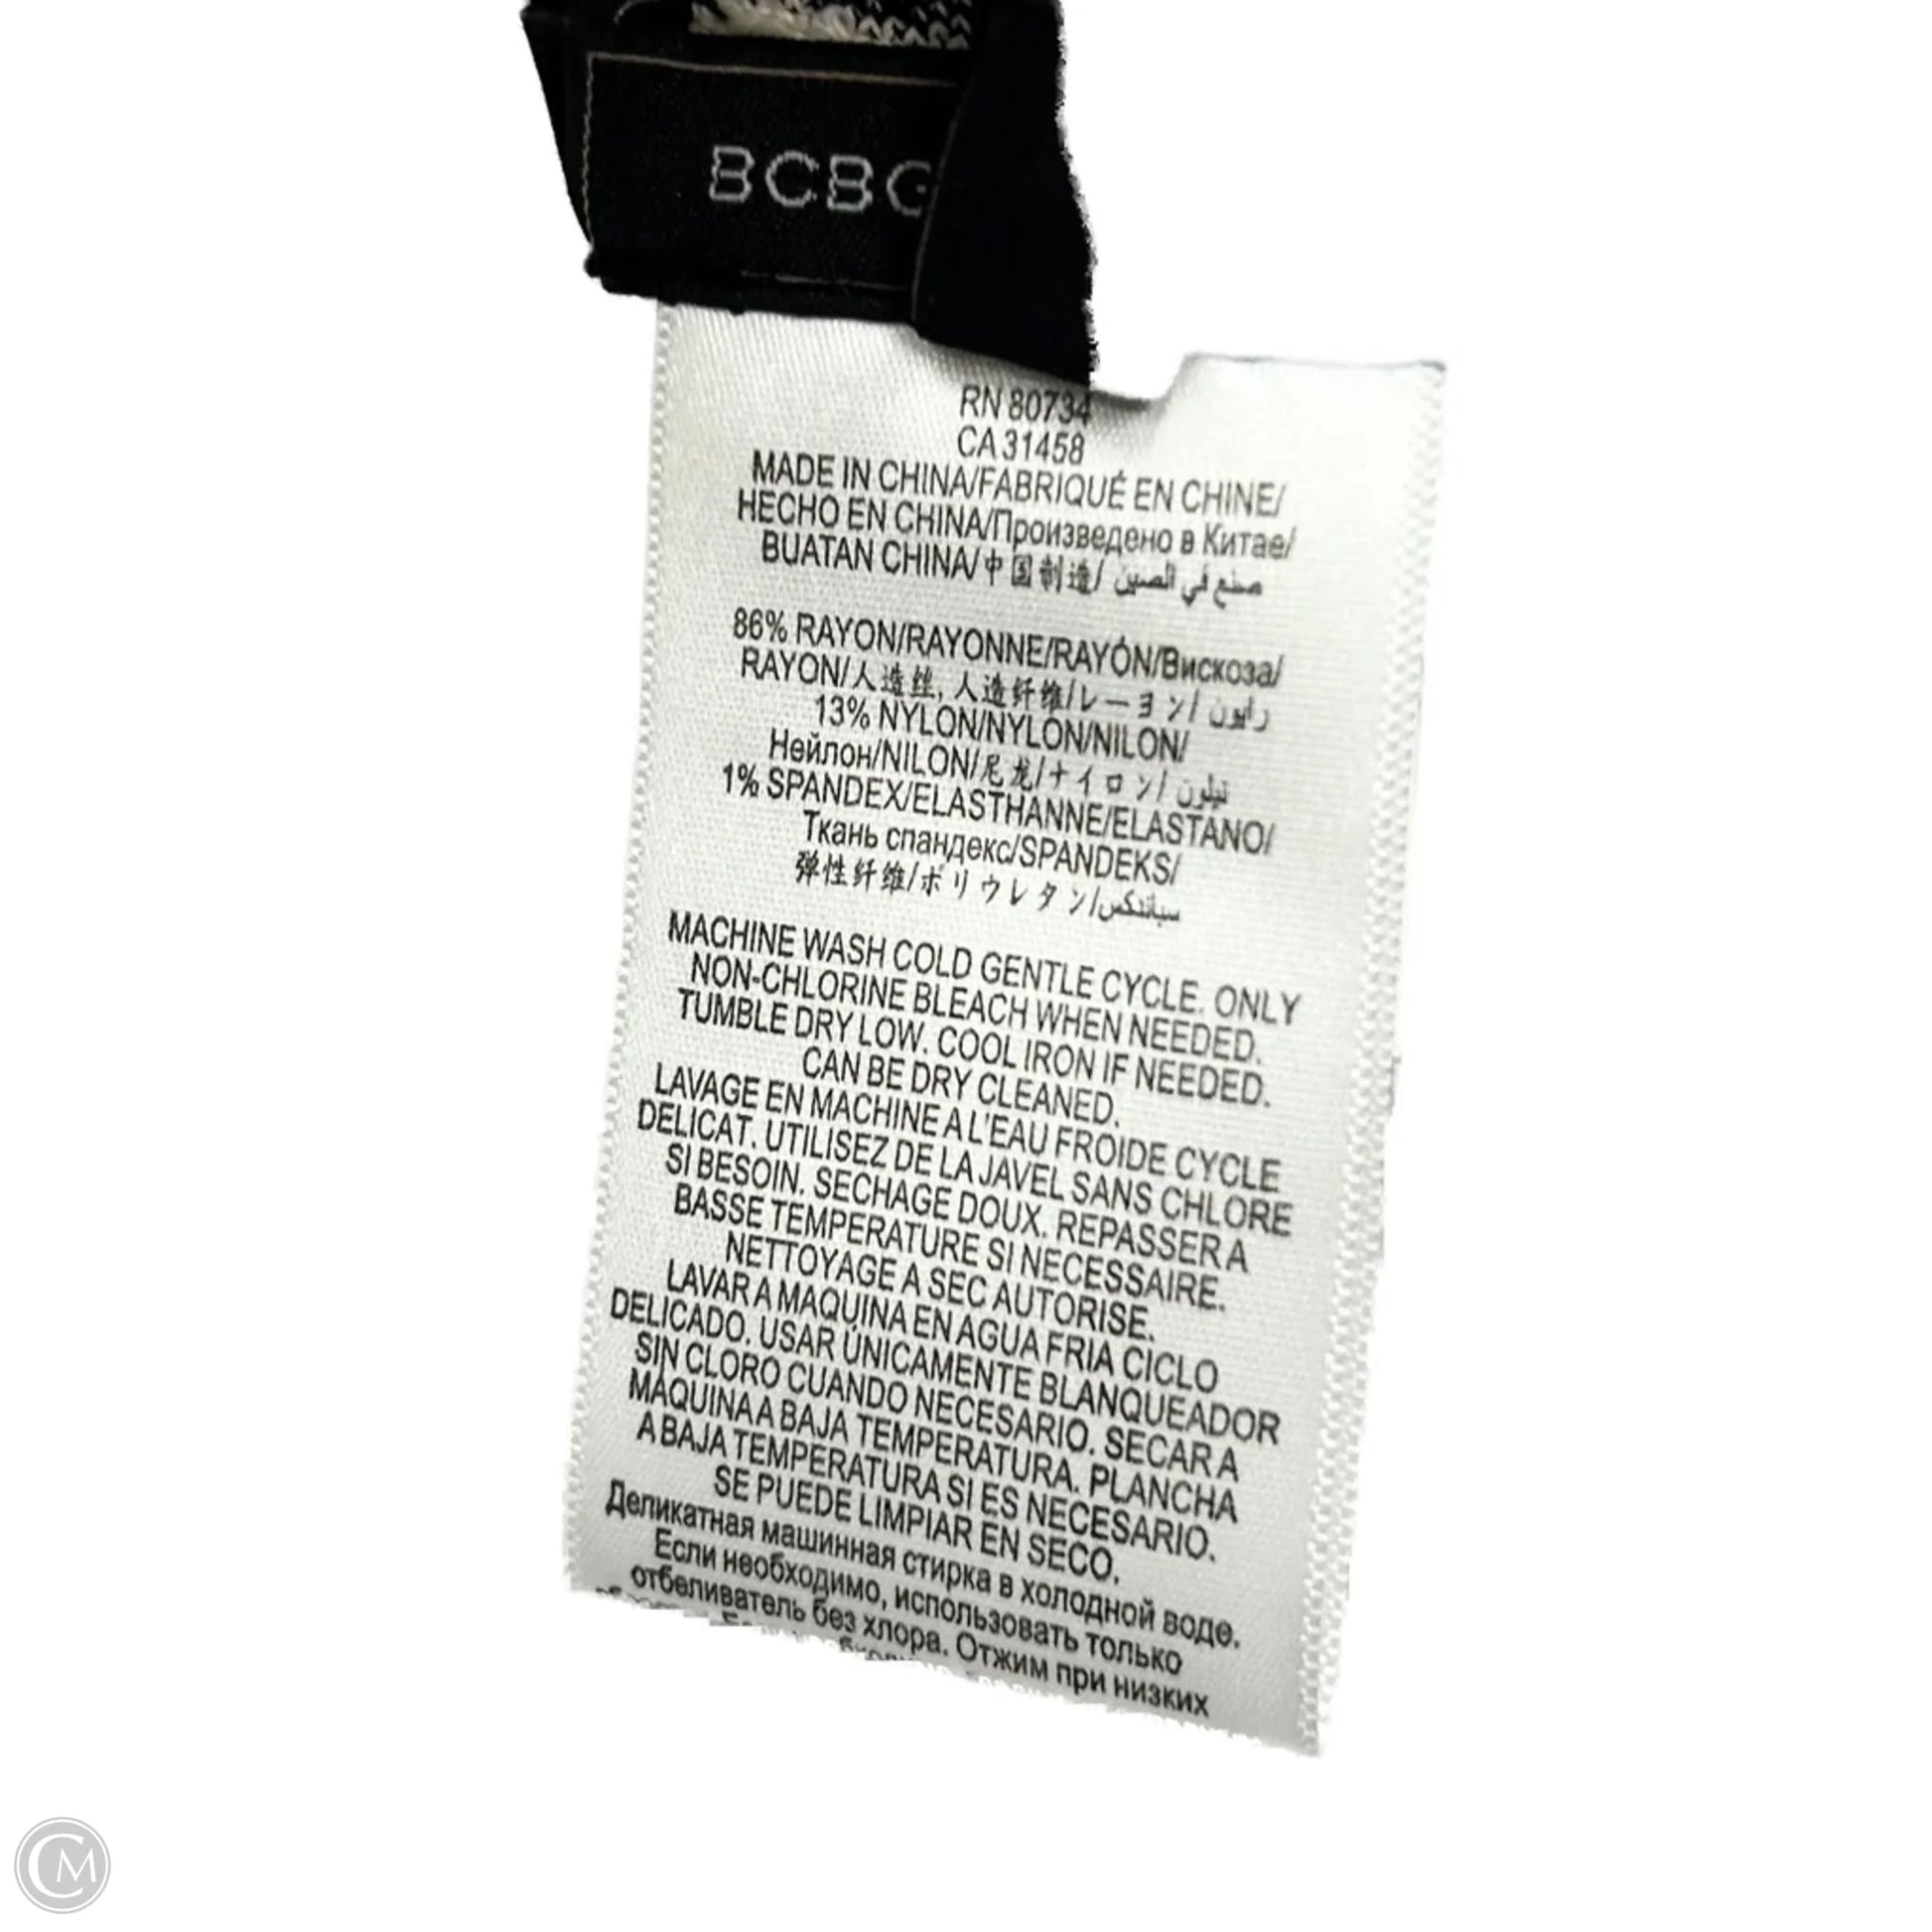 BCBG
RN 80734
CA 31458
MADE IN CHINA/FABRIQUÉ EN CHINE/
HECHO EN CHINA/Произведено в Китае/
BUATAN CHINA/中国制造/ صنع في الصين
86% RAYON/RAYONNE/RAYÓN/Вискоза/
RAYON/人造丝, 人造纤维/レーヨン/ رايون
13% NYLON/NYLON/NILON/
Нейлон/NILON/尼龙/ナイロン/ نيلون
1% SPANDEX/ELASTHANNE/ELASTANO/
Ткань спандекс/SPANDEKS/
弹性纤维/ポリウレタン/سباندكس
MACHINE WASH COLD GENTLE CYCLE. ONLY
NON-CHLORINE BLEACH WHEN NEEDED.
TUMBLE DRY LOW. COOL IRON IF NEEDED.
CAN BE DRY CLEANED.
LAVAGE EN MACHINE A L'EAU FROIDE CYCLE
DELICAT. UTILISEZ DE LA JAVEL SANS CHLORE
SI BESOIN. SECHAGE DOUX. REPASSER A
BASSE TEMPERATURE SI NECESSAIRE.
NETTOYAGE A SEC AUTORISE.
LAVAR A MAQUINA EN AGUA FRIA CICLO
DELICADO. USAR ÚNICAMENTE BLANQUEADOR
SIN CLORO CUANDO NECESARIO. SECAR A
MÁQUINA A BAJA TEMPERATURA. PLANCHA
A BAJA TEMPERATURA SI ES NECESARIO.
SE PUEDE LIMPIAR EN SECO.
Деликатная машинная стирка в холодной воде.
Если необходимо, использовать только
отбеливатель без хлора. Отжим при низких
CM